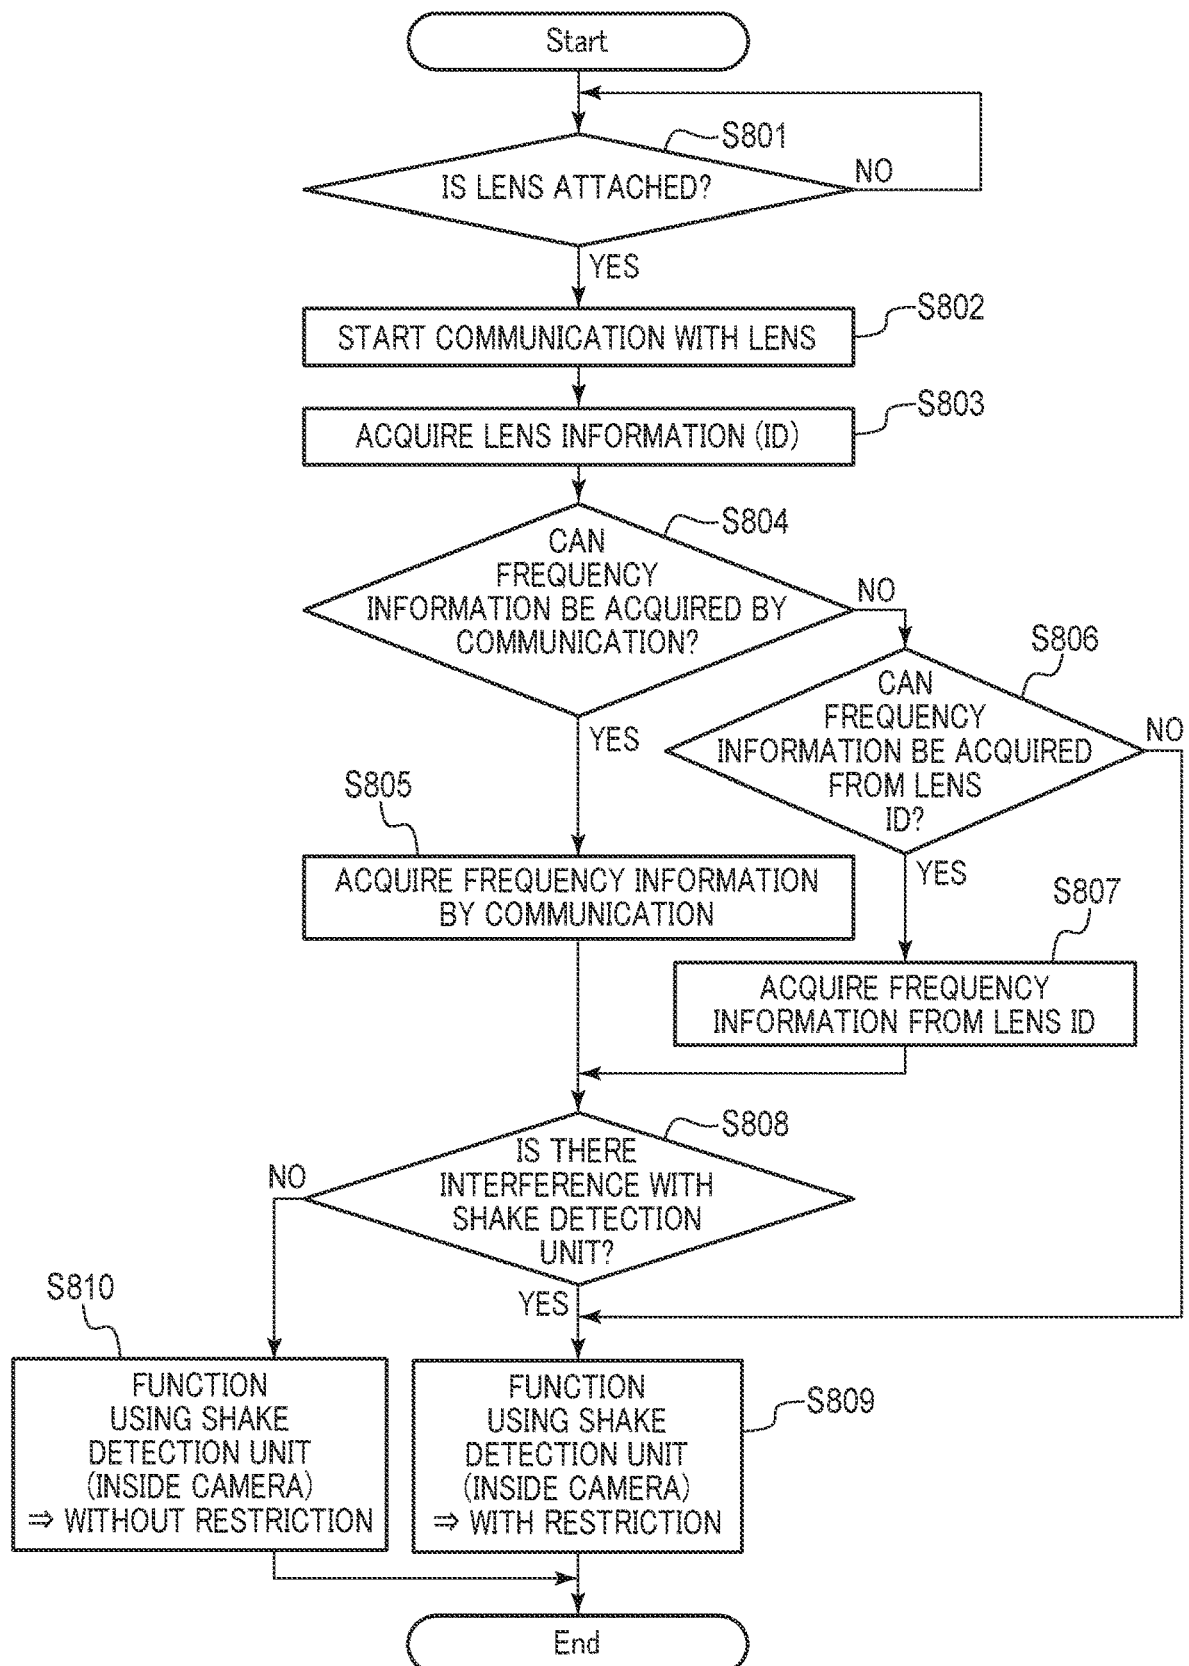 Start
S801
IS LENS ATTACHED?
NO
YES
S802
START COMMUNICATION WITH LENS
S803
ACQUIRE LENS INFORMATION (ID)
S804
CAN
FREQUENCY
INFORMATION BE ACQUIRED BY
COMMUNICATION?
NO
YES
S806
CAN
FREQUENCY
INFORMATION BE ACQUIRED
FROM LENS
ID?
NO
YES
S805
ACQUIRE FREQUENCY INFORMATION
BY COMMUNICATION
S807
ACQUIRE FREQUENCY
INFORMATION FROM LENS ID
S808
IS THERE
INTERFERENCE WITH
SHAKE DETECTION
UNIT?
NO
YES
S810
FUNCTION
USING SHAKE
DETECTION UNIT
(INSIDE CAMERA)
⇒ WITHOUT RESTRICTION
S809
FUNCTION
USING SHAKE
DETECTION UNIT
(INSIDE CAMERA)
⇒ WITH RESTRICTION
End